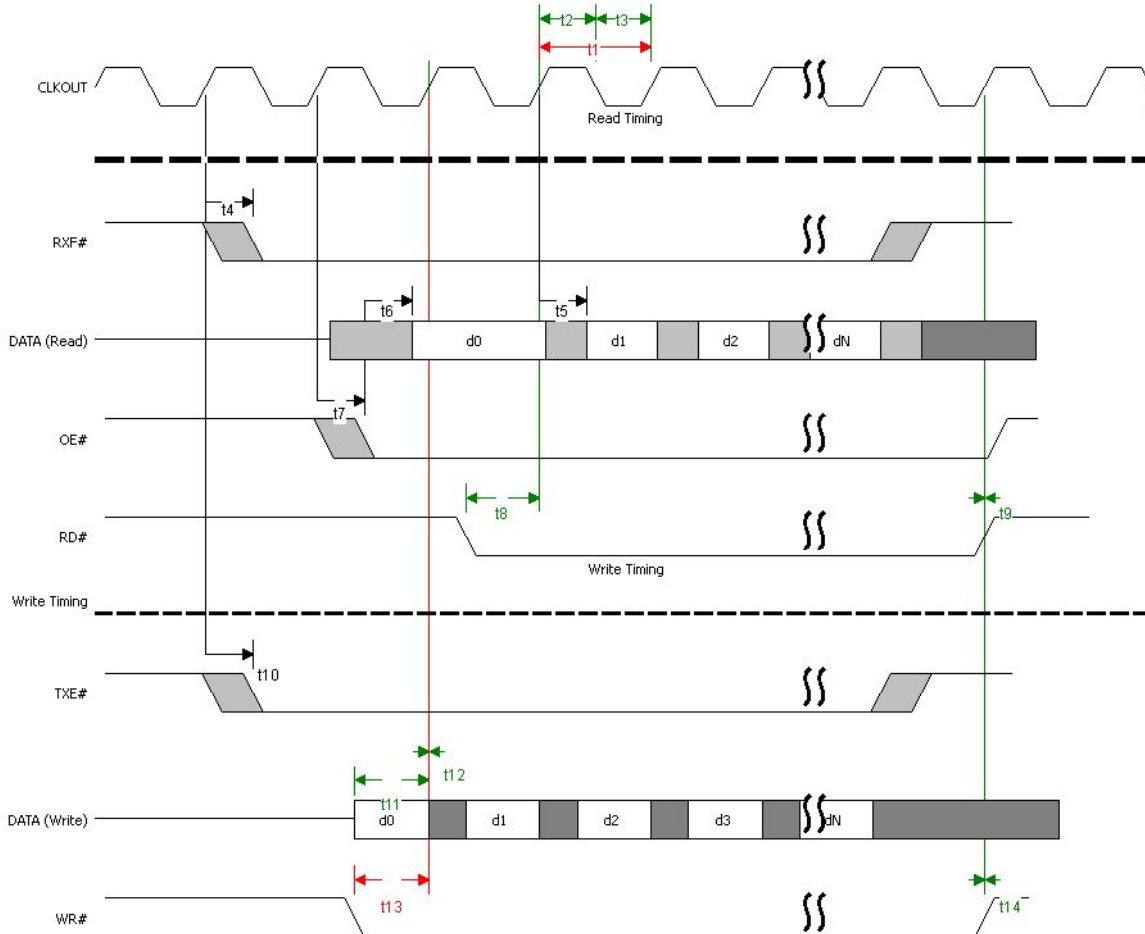 t2 t3
t1
CLKOUT
Read Timing
t4
RXF#
t6 t5
DATA (Read) d0 d1 d2 dN
t7
OE#
t8 t9
RD#
Write Timing
Write Timing
t10
TXE#
t12
t11
DATA (Write) d0 d1 d2 d3 dN
t13 t14
WR#